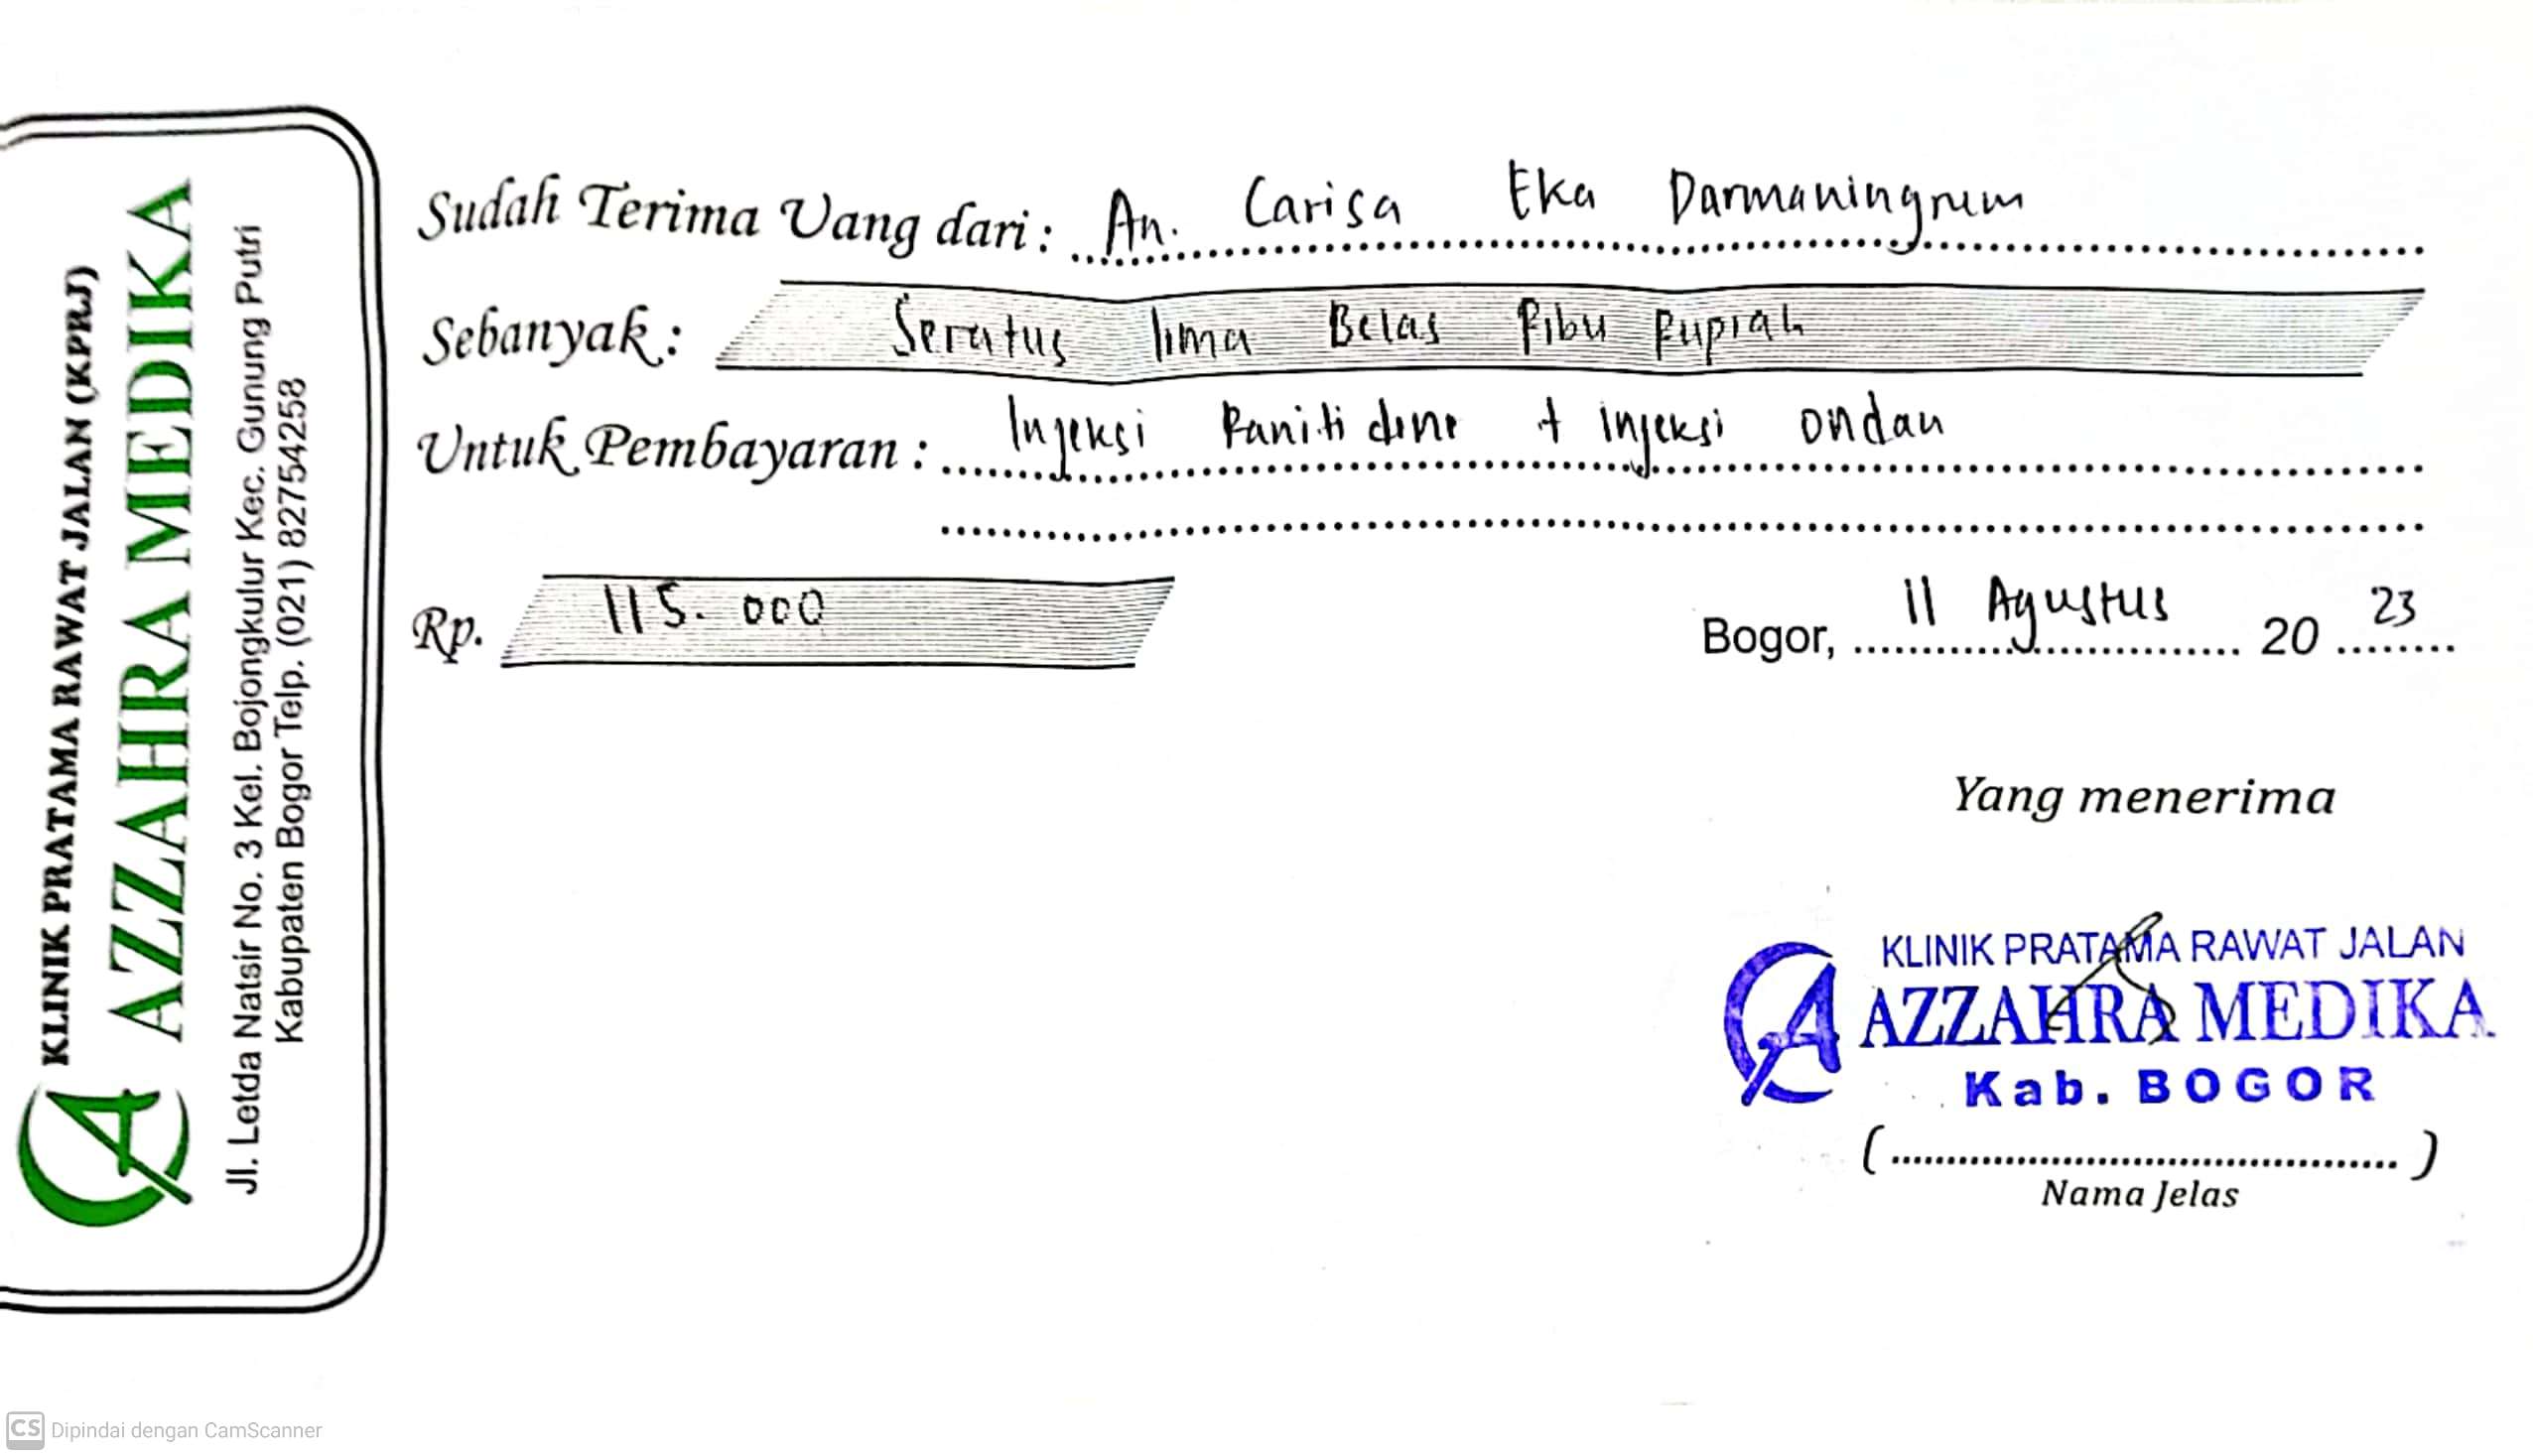 KLINIK PRATAMA RAWAT JALAN (KPRJ)
AZZAHRA MEDIKA
Jl. Letda Natsir No. 3 Kel. Bojongkulur Kec. Gunung Putri
Kabupaten Bogor Telp. (021) 82754258
Sudah Terima Uang dari : An. Carisa Eka Darmaningrum
Sebanyak : Seratus lima Belas Ribu Rupiah
Untuk Pembayaran : Injeksi Ranitidine + injeksi ondan
Rp. 115.000
Bogor, 11 Agustus 20 23
Yang menerima
KLINIK PRATAMA RAWAT JALAN
AZZAHRA MEDIKA
Kab. BOGOR
(....................)
Nama Jelas
CS Dipindai dengan CamScanner